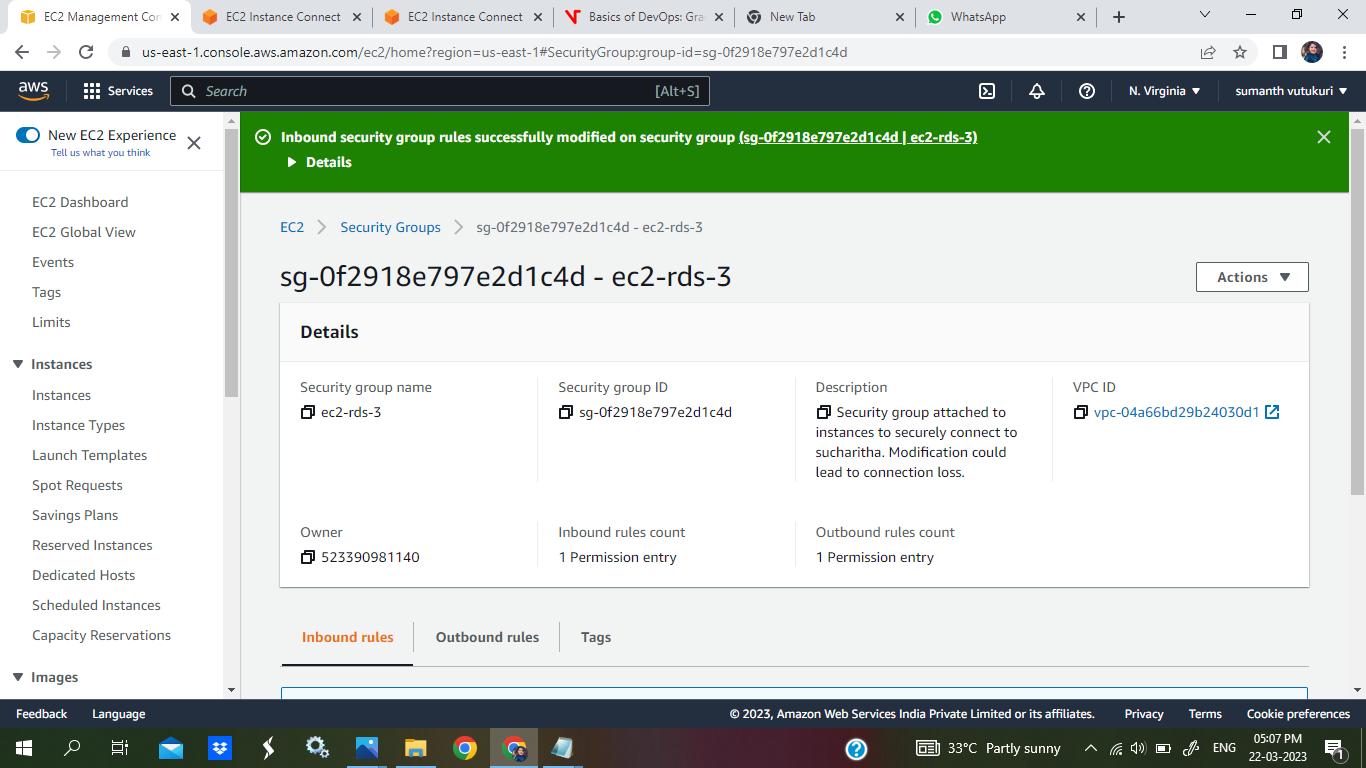 EC2 Management Con
EC2 Instance Connect
EC2 Instance Connect
Basics of DevOps: Gra
New Tab
WhatsApp
us-east-1.console.aws.amazon.com/ec2/home?region=us-east-1#SecurityGroup:group-id=sg-0f2918e797e2d1c4d
aws
Services
Search
[Alt+S]
N. Virginia
sumanth vutukuri
New EC2 Experience
Tell us what you think
EC2 Dashboard
EC2 Global View
Events
Tags
Limits
Instances
Instances
Instance Types
Launch Templates
Spot Requests
Savings Plans
Reserved Instances
Dedicated Hosts
Scheduled Instances
Capacity Reservations
Images
Inbound security group rules successfully modified on security group (sg-0f2918e797e2d1c4d | ec2-rds-3)
Details
EC2
Security Groups
sg-0f2918e797e2d1c4d - ec2-rds-3
sg-0f2918e797e2d1c4d - ec2-rds-3
Actions
Details
Security group name
ec2-rds-3
Security group ID
sg-0f2918e797e2d1c4d
Description
Security group attached to
instances to securely connect to
sucharitha. Modification could
lead to connection loss.
VPC ID
vpc-04a66bd29b24030d1
Owner
523390981140
Inbound rules count
1 Permission entry
Outbound rules count
1 Permission entry
Inbound rules
Outbound rules
Tags
Feedback
Language
© 2023, Amazon Web Services India Private Limited or its affiliates.
Privacy
Terms
Cookie preferences
33°C Partly sunny
ENG
05:07 PM
22-03-2023
1